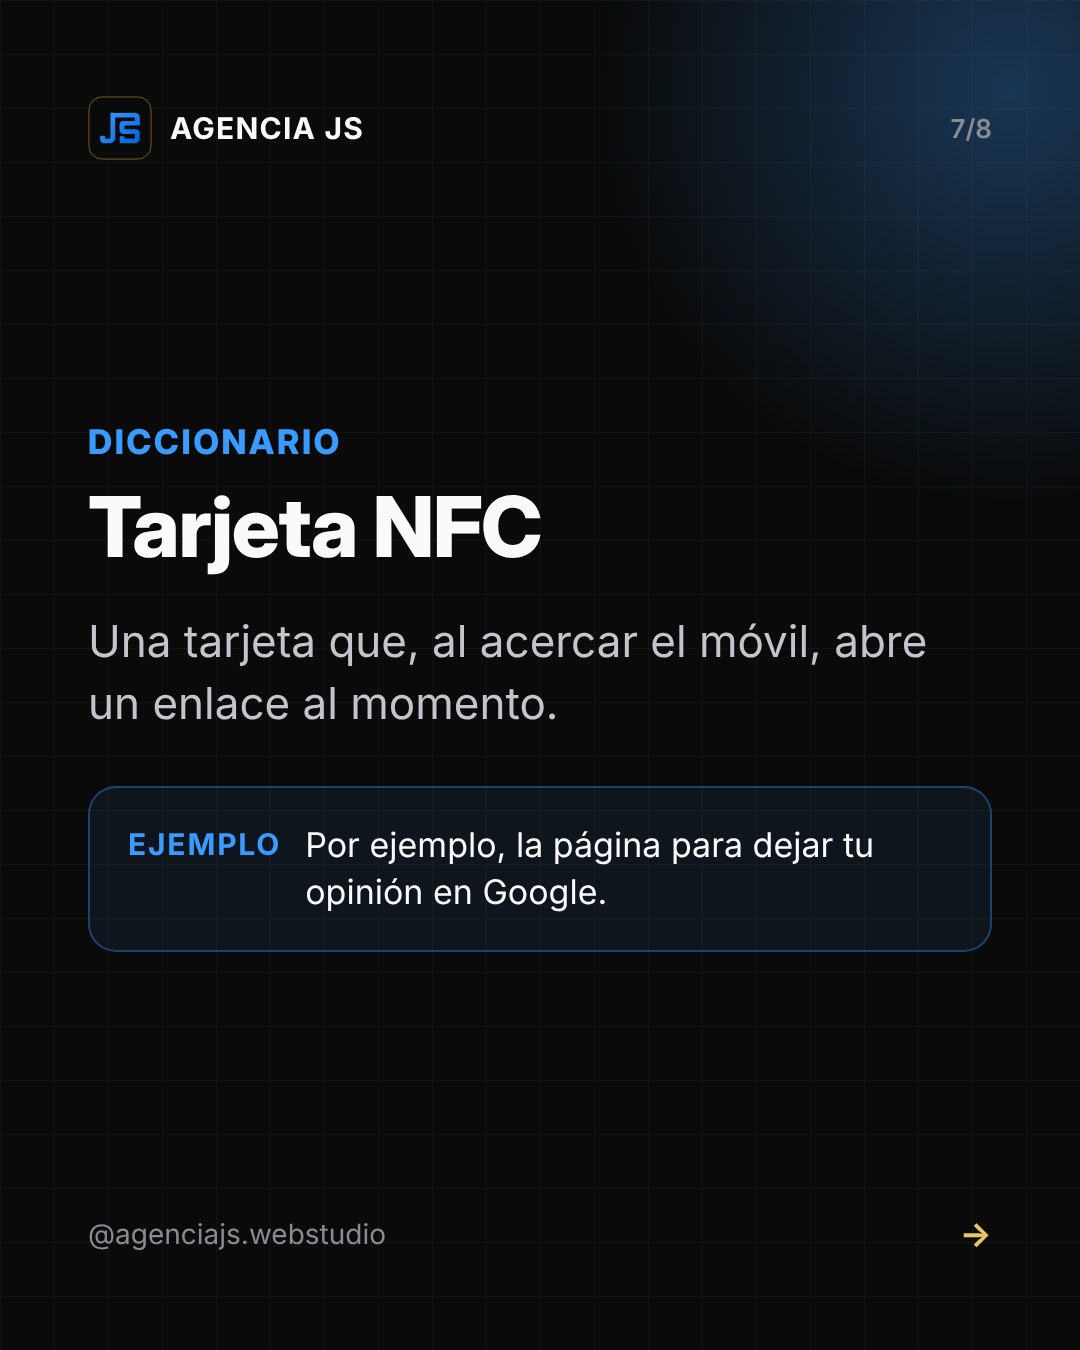 JS AGENCIA JS
7/8
DICCIONARIO
Tarjeta NFC
Una tarjeta que, al acercar el móvil, abre
un enlace al momento.
EJEMPLO Por ejemplo, la página para dejar tu
opinión en Google.
@agenciajs.webstudio →